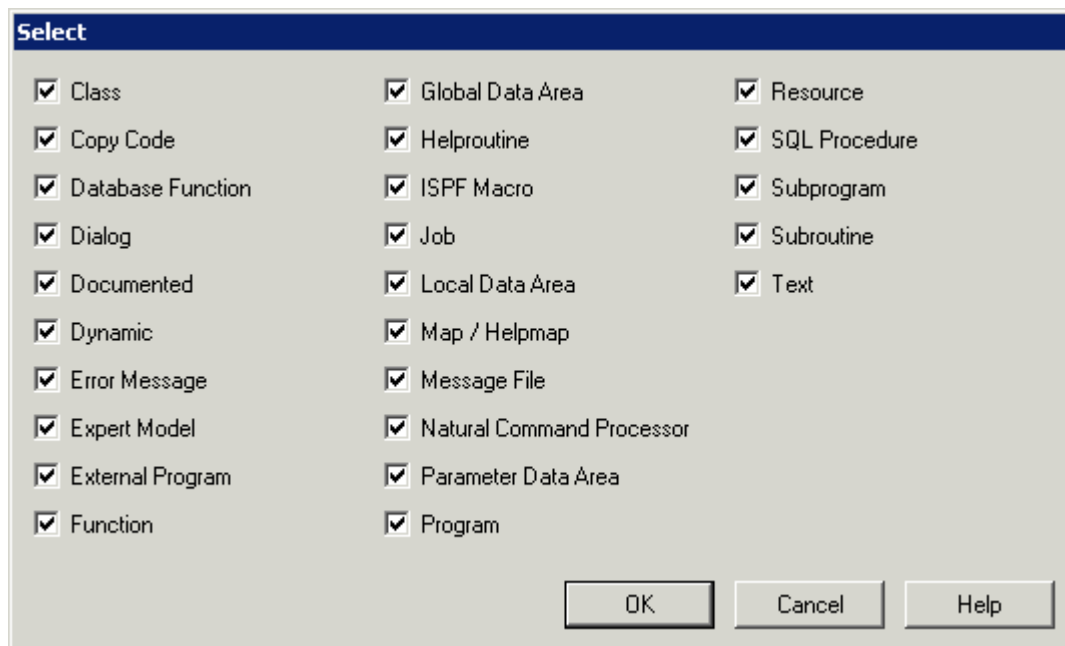 Select
Class
Copy Code
Database Function
Dialog
Documented
Dynamic
Error Message
Expert Model
External Program
Function
Global Data Area
Helproutine
ISPF Macro
Job
Local Data Area
Map / Helpmap
Message File
Natural Command Processor
Parameter Data Area
Program
Resource
SQL Procedure
Subprogram
Subroutine
Text
OK
Cancel
Help